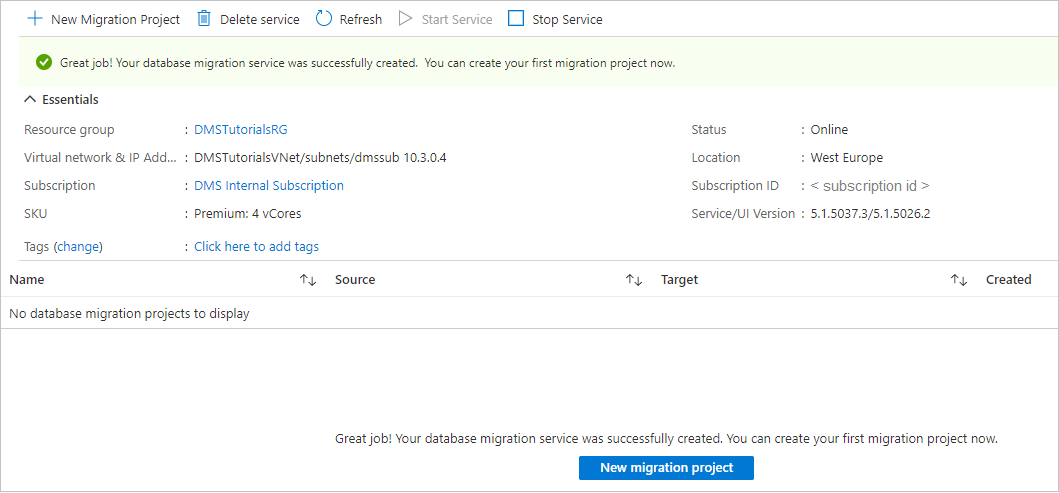 New Migration Project Delete service Refresh Start Service Stop Service
Great job! Your database migration service was successfully created. You can create your first migration project now.
Essentials
Resource group : DMSTutorialsRG Status : Online
Virtual network & IP Add... : DMSTutorialsVNet/subnets/dmssub 10.3.0.4 Location : West Europe
Subscription : DMS Internal Subscription Subscription ID : < subscription id >
SKU : Premium: 4 vCores Service/UI Version : 5.1.5037.3/5.1.5026.2
Tags (change) : Click here to add tags
Name Source Target Created
No database migration projects to display
Great job! Your database migration service was successfully created. You can create your first migration project now.
New migration project